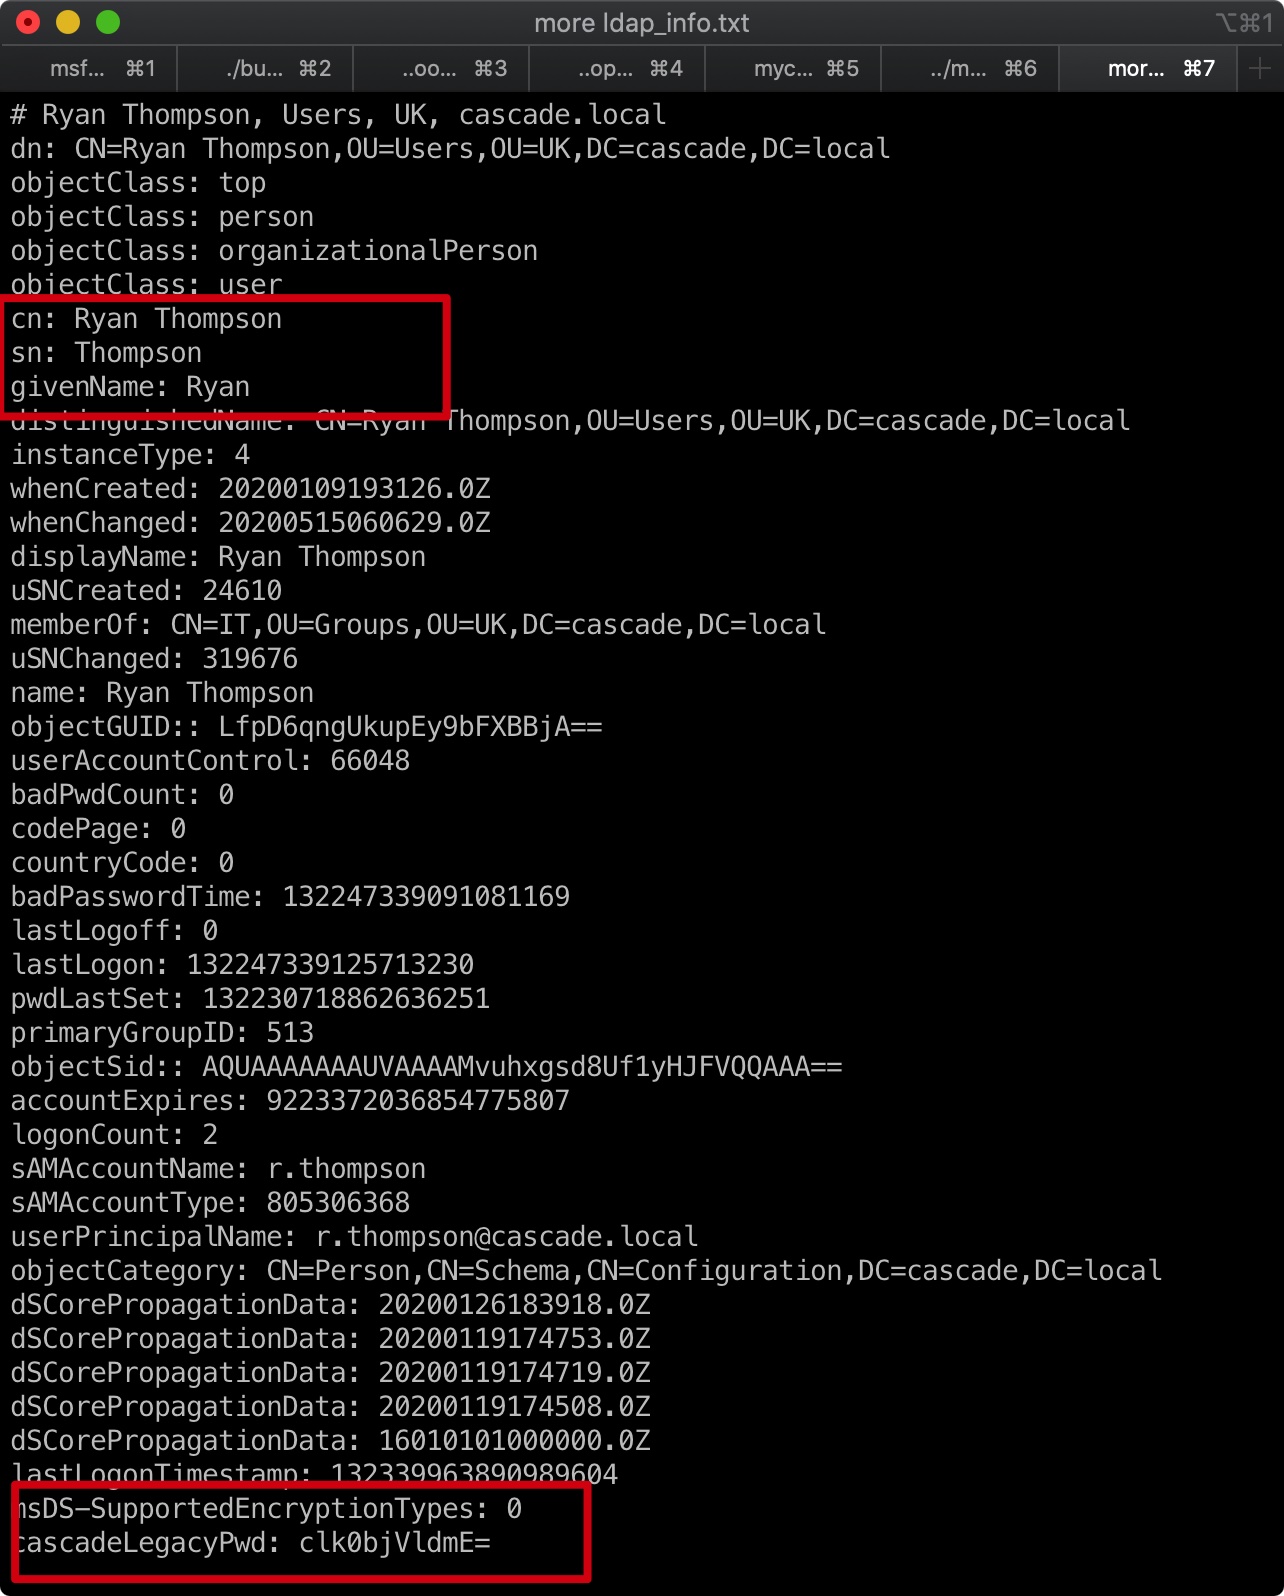 more ldap_info.txt
⌥⌘1
msf... ⌘1
./bu... ⌘2
..oo... ⌘3
..op... ⌘4
myc... ⌘5
../m... ⌘6
mor... ⌘7
# Ryan Thompson, Users, UK, cascade.local
dn: CN=Ryan Thompson,OU=Users,OU=UK,DC=cascade,DC=local
objectClass: top
objectClass: person
objectClass: organizationalPerson
objectClass: user
cn: Ryan Thompson
sn: Thompson
givenName: Ryan
distinguishedName: CN=Ryan Thompson,OU=Users,OU=UK,DC=cascade,DC=local
instanceType: 4
whenCreated: 20200109193126.0Z
whenChanged: 20200515060629.0Z
displayName: Ryan Thompson
uSNCreated: 24610
memberOf: CN=IT,OU=Groups,OU=UK,DC=cascade,DC=local
uSNChanged: 319676
name: Ryan Thompson
objectGUID:: LfpD6qngUkupEy9bFXBBjA==
userAccountControl: 66048
badPwdCount: 0
codePage: 0
countryCode: 0
badPasswordTime: 132247339091081169
lastLogoff: 0
lastLogon: 132247339125713230
pwdLastSet: 132230718862636251
primaryGroupID: 513
objectSid:: AQUAAAAAAAUVAAAAMvuhxgsd8Uf1yHJFVQQAAA==
accountExpires: 9223372036854775807
logonCount: 2
sAMAccountName: r.thompson
sAMAccountType: 805306368
userPrincipalName: r.thompson@cascade.local
objectCategory: CN=Person,CN=Schema,CN=Configuration,DC=cascade,DC=local
dSCorePropagationData: 20200126183918.0Z
dSCorePropagationData: 20200119174753.0Z
dSCorePropagationData: 20200119174719.0Z
dSCorePropagationData: 20200119174508.0Z
dSCorePropagationData: 16010101000000.0Z
lastLogonTimestamp: 132339963890989604
msDS-SupportedEncryptionTypes: 0
cascadeLegacyPwd: clk0bjVldmE=